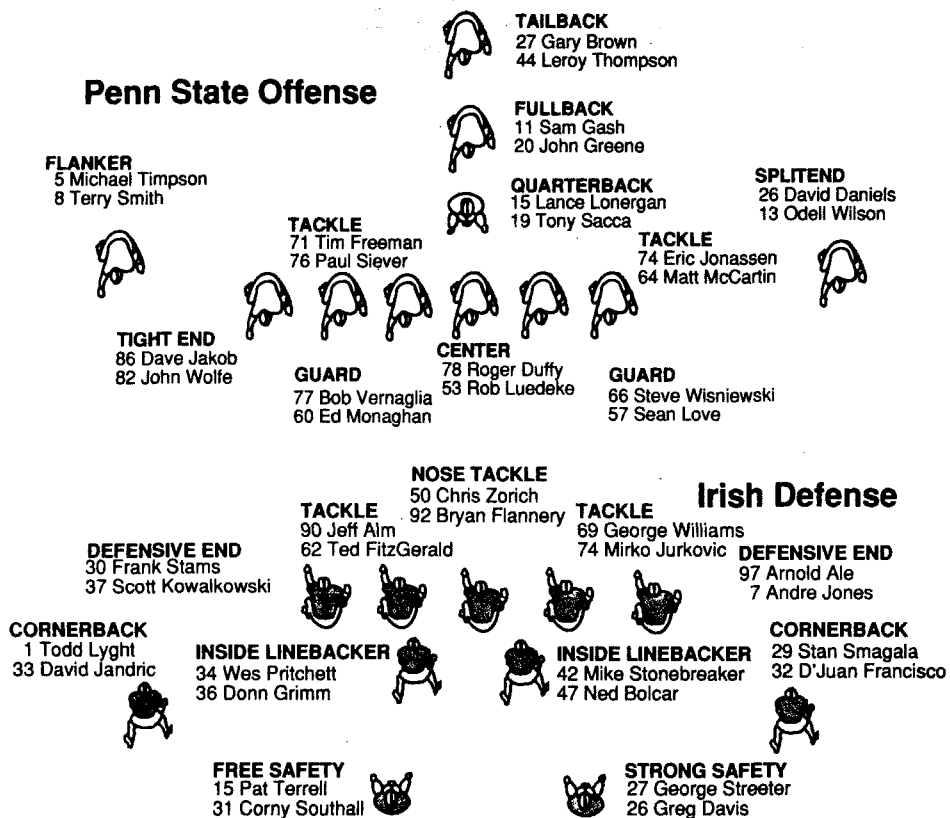 TAILBACK
27 Gary Brown
44 Leroy Thompson
Penn State Offense
FULLBACK
11 Sam Gash
20 John Greene
FLANKER
5 Michael Timpson
8 Terry Smith
QUARTERBACK
15 Lance Lonergan
19 Tony Sacca
SPLITEND
26 David Daniels
13 Odell Wilson
TACKLE
71 Tim Freeman
76 Paul Siever
TACKLE
74 Eric Jonassen
64 Matt McCartin
TIGHT END
86 Dave Jakob
82 John Wolfe
GUARD
77 Bob Vernaglia
60 Ed Monaghan
CENTER
78 Roger Duffy
53 Rob Luedeke
GUARD
66 Steve Wisniewski
57 Sean Love
NOSE TACKLE
50 Chris Zorich
92 Bryan Flannery
Irish Defense
TACKLE
90 Jeff Alm
62 Ted FitzGerald
TACKLE
69 George Williams
74 Mirko Jurkovic
DEFENSIVE END
30 Frank Stams
37 Scott Kowalkowski
DEFENSIVE END
97 Arnold Ale
7 Andre Jones
CORNERBACK
1 Todd Lyght
33 David Jandric
INSIDE LINEBACKER
34 Wes Pritchett
36 Donn Grimm
INSIDE LINEBACKER
42 Mike Stonebreaker
47 Ned Bolcar
CORNERBACK
29 Stan Smagala
32 D'Juan Francisco
FREE SAFETY
15 Pat Terrell
31 Corny Southall
STRONG SAFETY
27 George Streeter
26 Greg Davis